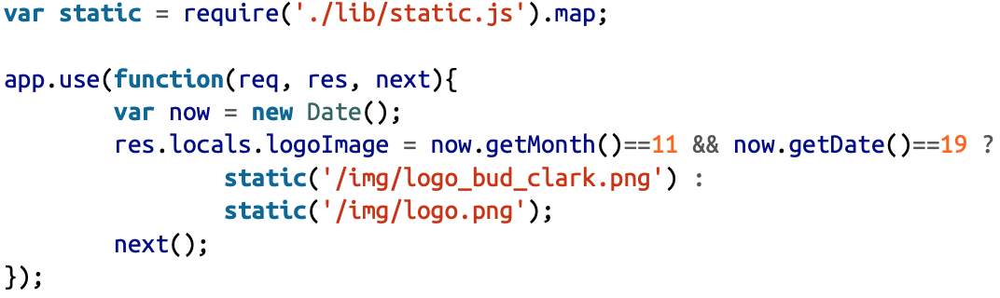 var static = require('./lib/static.js').map;

app.use(function(req, res, next){
        var now = new Date();
        res.locals.logoImage = now.getMonth()==11 && now.getDate()==19 ?
                static('/img/logo_bud_clark.png') :
                static('/img/logo.png');
        next();
});